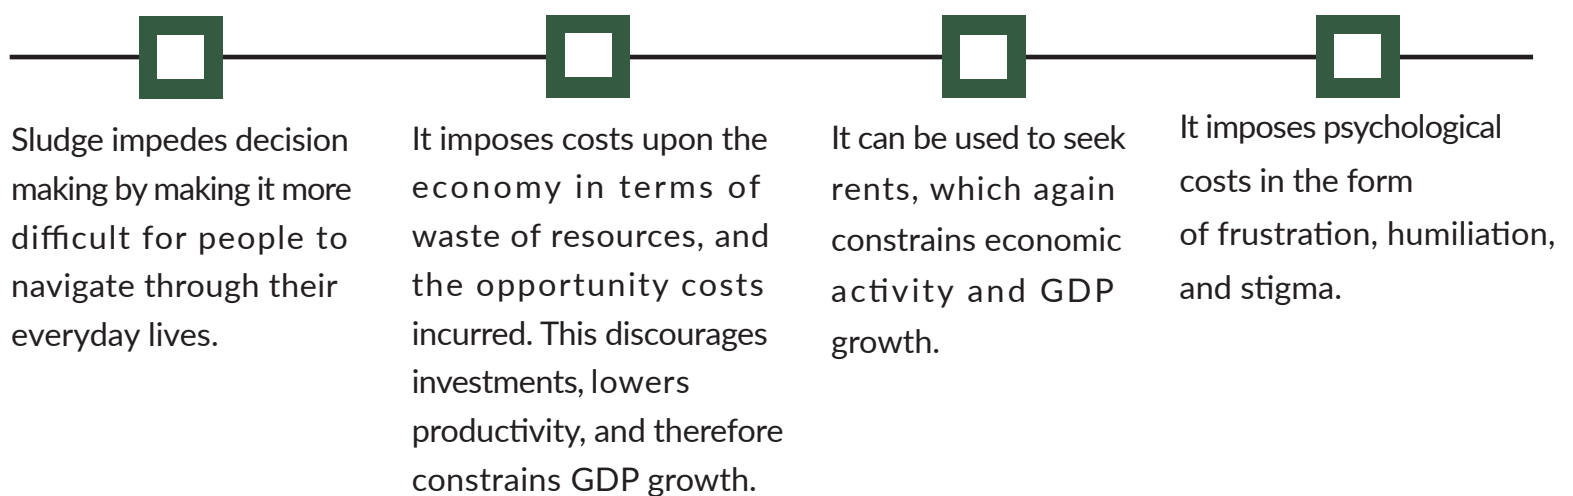 Sludge impedes decision
making by making it more
difficult for people to
navigate through their
everyday lives.
It imposes costs upon the
economy in terms of
waste of resources, and
the opportunity costs
incurred. This discourages
investments, lowers
productivity, and therefore
constrains GDP growth.
It can be used to seek
rents, which again
constrains economic
activity and GDP
growth.
It imposes psychological
costs in the form
of frustration, humiliation,
and stigma.